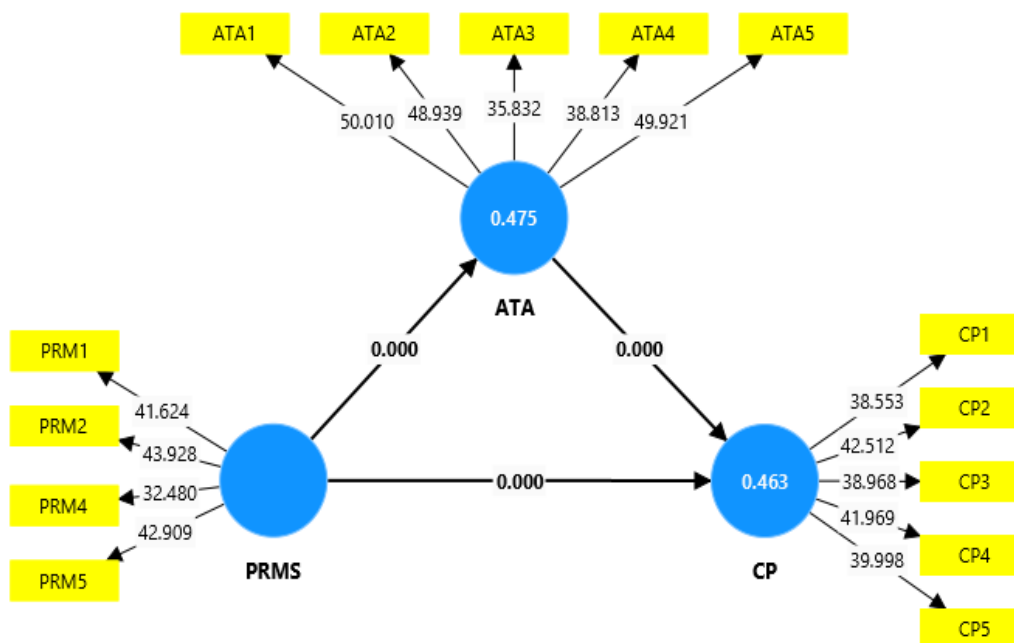 ATA1 ATA2 ATA3 ATA4 ATA5
50.010 48.939 35.832 38.813 49.921
0.475
ATA
0.000 0.000
PRM1
PRM2
PRM4
PRM5
41.624
43.928
32.480
42.909
PRMS
0.000
0.463
CP
38.553
42.512
38.968
41.969
39.998
CP1
CP2
CP3
CP4
CP5